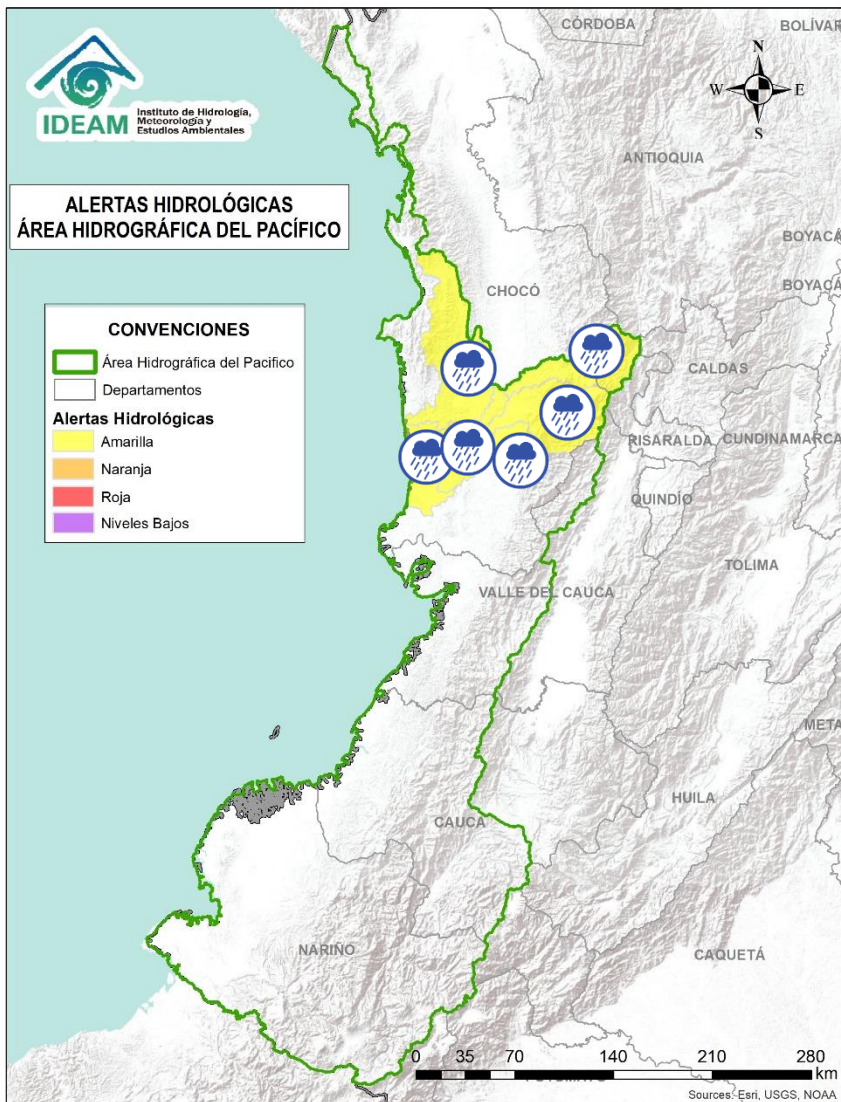 CÓRDOBA
BOLÍVAR
N
W E
S
IDEAM
Instituto de Hidrología,
Meteorología y
Estudios Ambientales
ANTIOQUIA
ALERTAS HIDROLÓGICAS
ÁREA HIDROGRÁFICA DEL PACÍFICO
BOYACÁ
BOYACÁ
CHOCÓ
CONVENCIONES
Área Hidrográfica del Pacifico
Departamentos
Alertas Hidrológicas
Amarilla
Naranja
Roja
Niveles Bajos
CALDAS
RISARALDA
CUNDINAMARCA
QUINDÍO
TOLIMA
VALLE DEL CAUCA
META
HUILA
CAUCA
NARIÑO
CAQUETÁ
0 35 70 140 210 280
km
Sources: Esri, USGS, NOAA